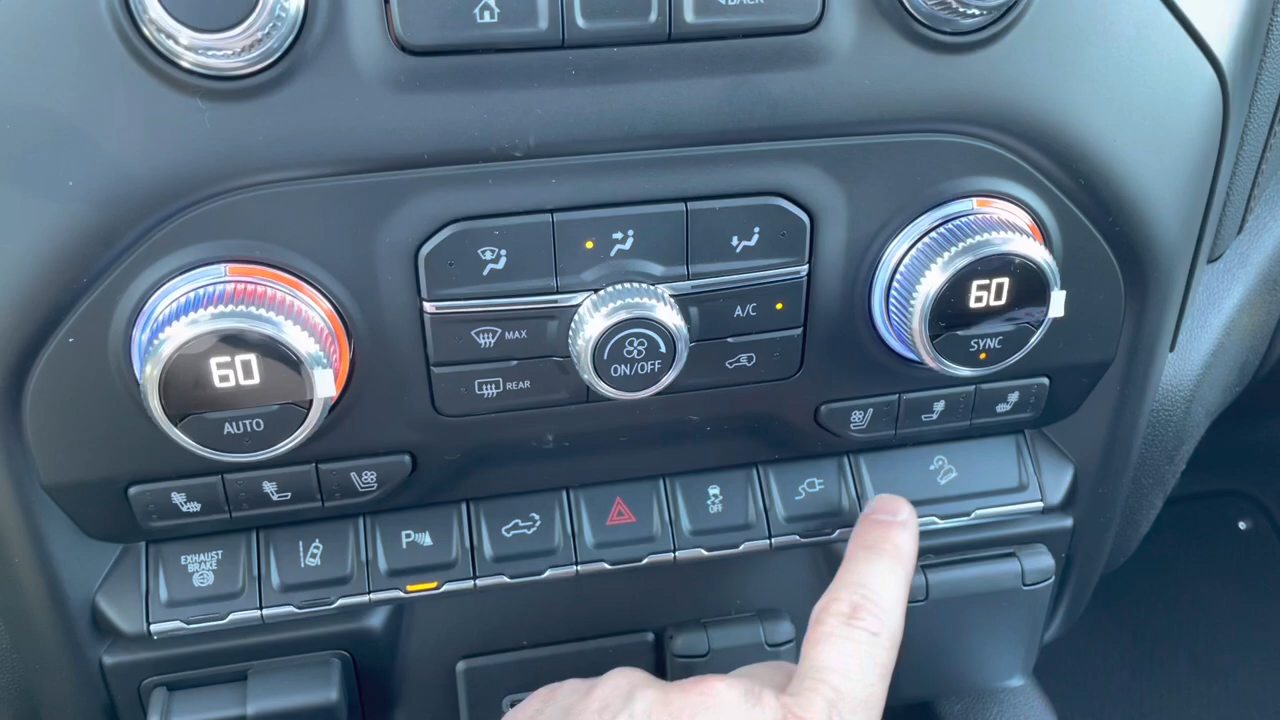 BACK
60
AUTO
MAX
REAR
ON/OFF
A/C
60
SYNC
EXHAUST
BRAKE
P
OFF